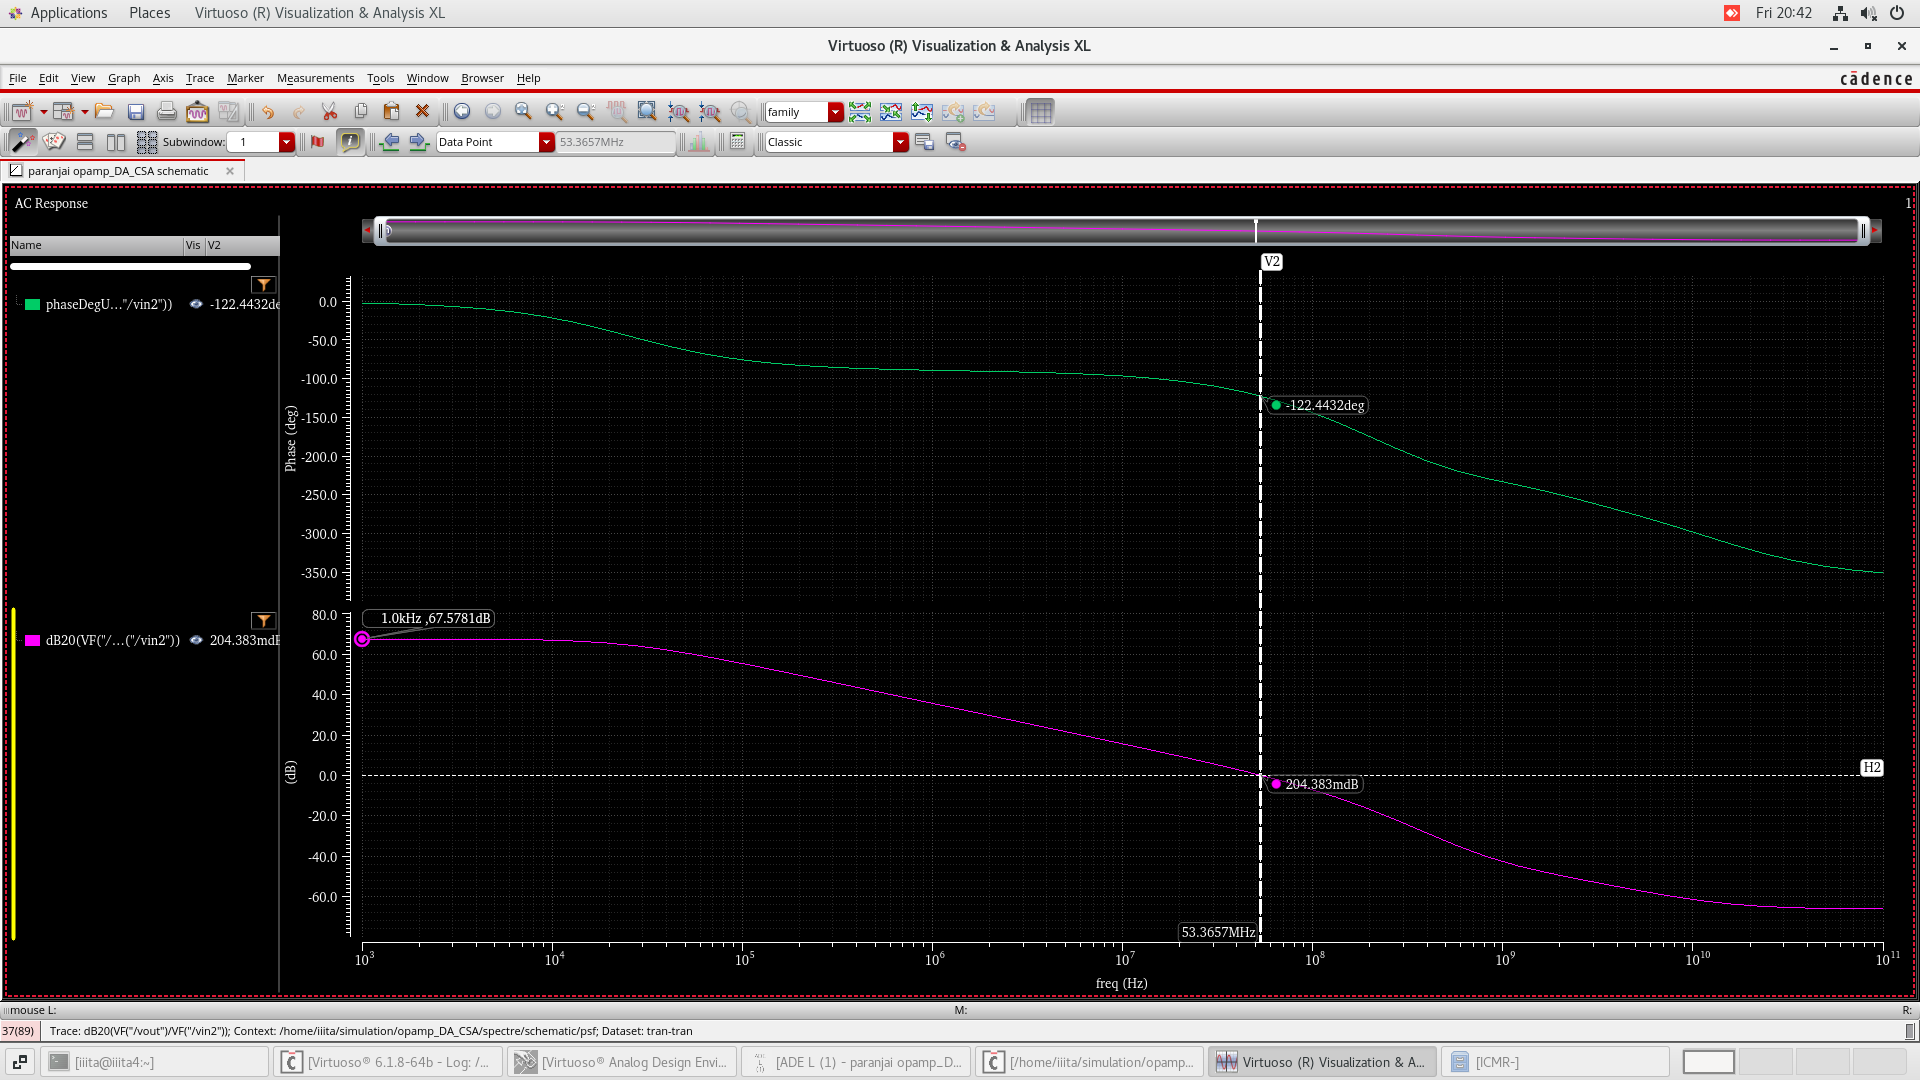 Applications Places Virtuoso (R) Visualization & Analysis XL Fri 20:42
Virtuoso (R) Visualization & Analysis XL
File Edit View Graph Axis Trace Marker Measurements Tools Window Browser Help cādence
family
Subwindow: 1 Data Point 53.3657MHz Classic
paranjai opamp_DA_CSA schematic
AC Response 1
Name Vis V2
V2
phaseDegU..."/vin2")) -122.4432de
0.0
-50.0
-100.0
-122.4432deg
-150.0
-200.0
-250.0
-300.0
-350.0
Phase (deg)
80.0
1.0kHz ,67.5781dB
dB20(VF("/...("/vin2")) 204.383mdB
60.0
40.0
20.0
0.0
H2
204.383mdB
-20.0
-40.0
-60.0
(dB)
53.3657MHz
10³ 10⁴ 10⁵ 10⁶ 10⁷ 10⁸ 10⁹ 10¹⁰ 10¹¹
freq (Hz)
mouse L: M: R:
37(89) Trace: dB20(VF("/vout")/VF("/vin2")); Context: /home/iiita/simulation/opamp_DA_CSA/spectre/schematic/psf; Dataset: tran-tran
[iiita@iiita4:~] [Virtuoso® 6.1.8-64b - Log: /... [Virtuoso® Analog Design Envi... [ADE L (1) - paranjai opamp_D... [/home/iiita/simulation/opamp... Virtuoso (R) Visualization & A... [ICMR-]